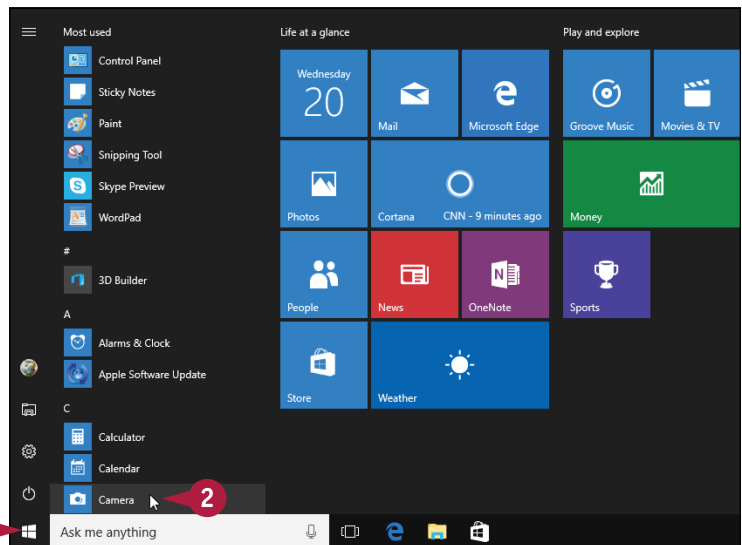 Most used
Control Panel
Sticky Notes
Paint
Snipping Tool
Skype Preview
WordPad
#
3D Builder
A
Alarms & Clock
Apple Software Update
C
Calculator
Calendar
Camera
2
Life at a glance
Wednesday
20
Mail
Microsoft Edge
Photos
Cortana
CNN - 9 minutes ago
People
News
N
OneNote
Store
Weather
Play and explore
Groove Music
Movies & TV
Money
Sports
Ask me anything